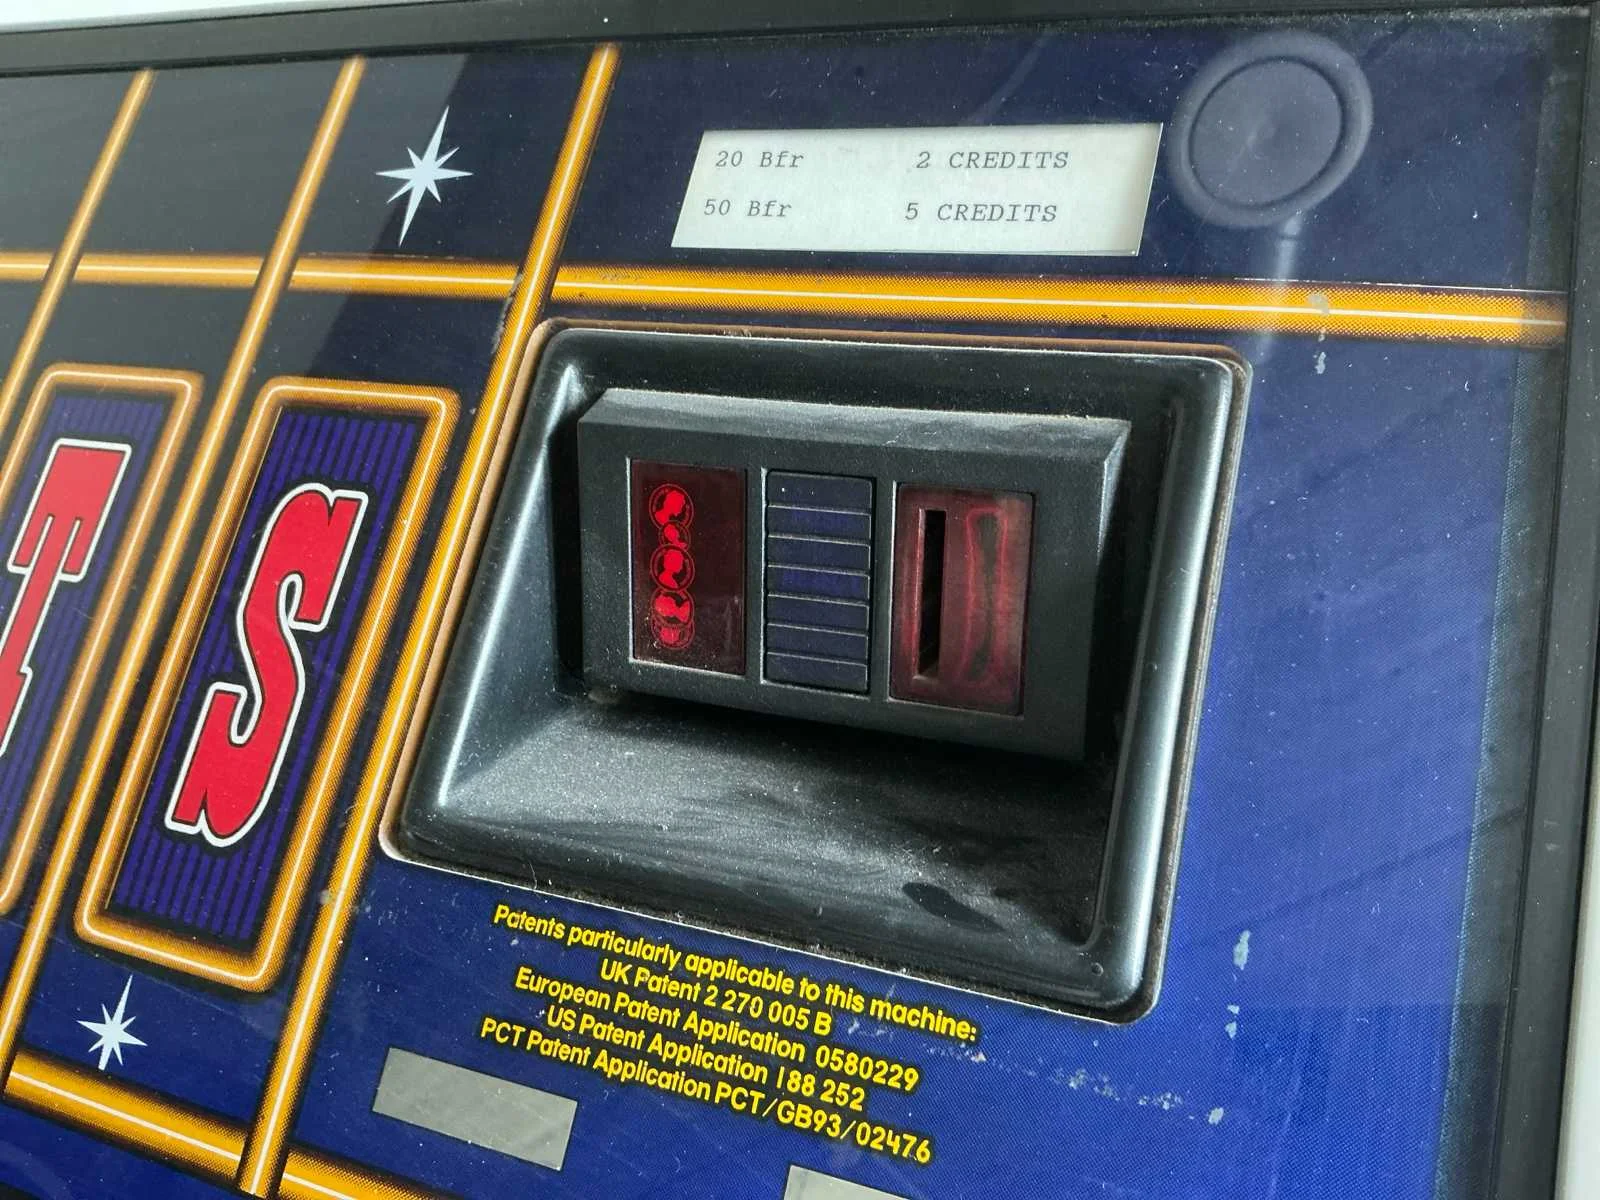 20 Bfr 2 CREDITS
50 Bfr 5 CREDITS
TS
Patents particularly applicable to this machine:
UK Patent 2 270 005 B
European Patent Application 0580229
US Patent Application 188 252
PCT Patent Application PCT/GB93/02476